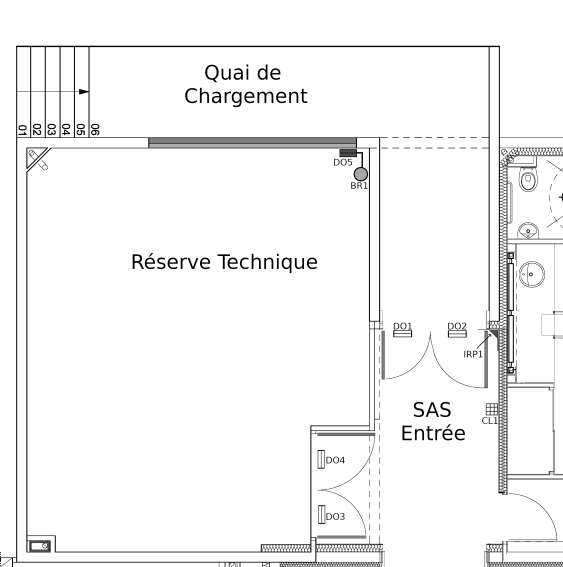 Quai de
Chargement
01 02 03 04 05 06
DO5
BR1
Réserve Technique
DO1 DO2
IRP1
SAS
Entrée
CL1
DO4
DO3